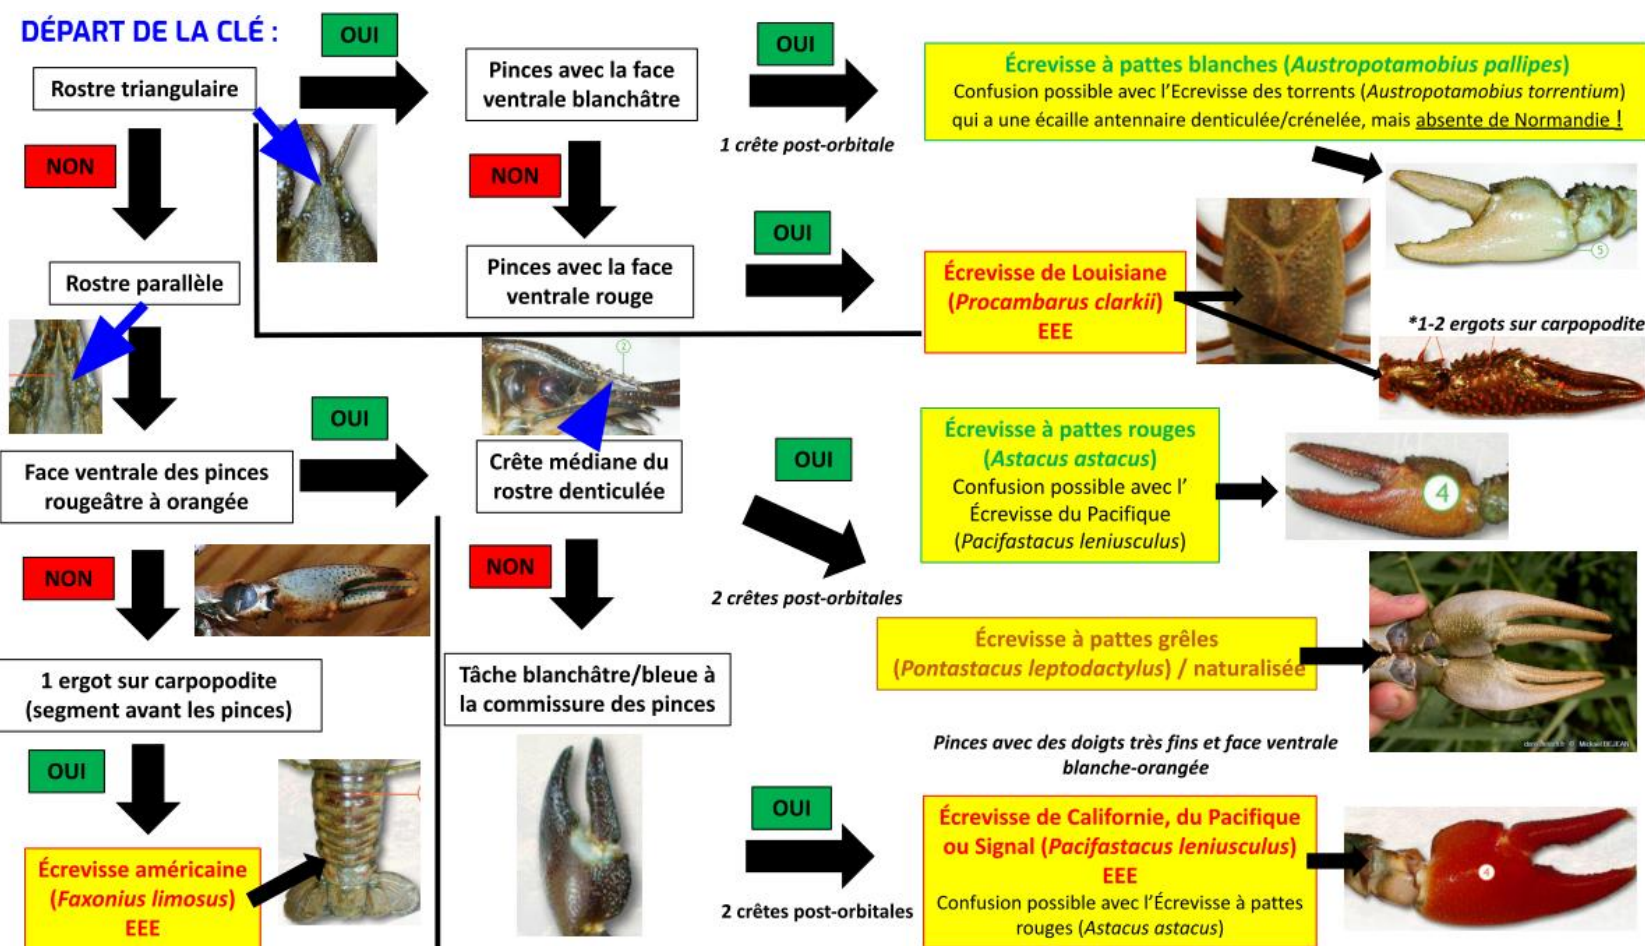 DÉPART DE LA CLÉ :
OUI
Rostre triangulaire
NON
Rostre parallèle
Pinces avec la face
ventrale blanchâtre
OUI
1 crête post-orbitale
Écrevisse à pattes blanches (Austropotamobius pallipes)
Confusion possible avec l'Ecrevisse des torrents (Austropotamobius torrentium)
qui a une écaille antennaire denticulée/crénelée, mais absente de Normandie !
5
NON
Pinces avec la face
ventrale rouge
OUI
Écrevisse de Louisiane
(Procambarus clarkii)
EEE
*1-2 ergots sur carpopodite
2
Face ventrale des pinces
rougeâtre à orangée
OUI
Crête médiane du
rostre denticulée
OUI
2 crêtes post-orbitales
Écrevisse à pattes rouges
(Astacus astacus)
Confusion possible avec l'
Écrevisse du Pacifique
(Pacifastacus leniusculus)
4
Écrevisse à pattes grêles
(Pontastacus leptodactylus) / naturalisée
Pinces avec des doigts très fins et face ventrale
blanche-orangée
NON
1 ergot sur carpopodite
(segment avant les pinces)
OUI
Écrevisse américaine
(Faxonius limosus)
EEE
NON
Tâche blanchâtre/bleue à
la commissure des pinces
OUI
2 crêtes post-orbitales
Écrevisse de Californie, du Pacifique
ou Signal (Pacifastacus leniusculus)
EEE
Confusion possible avec l'Écrevisse à pattes
rouges (Astacus astacus)
4